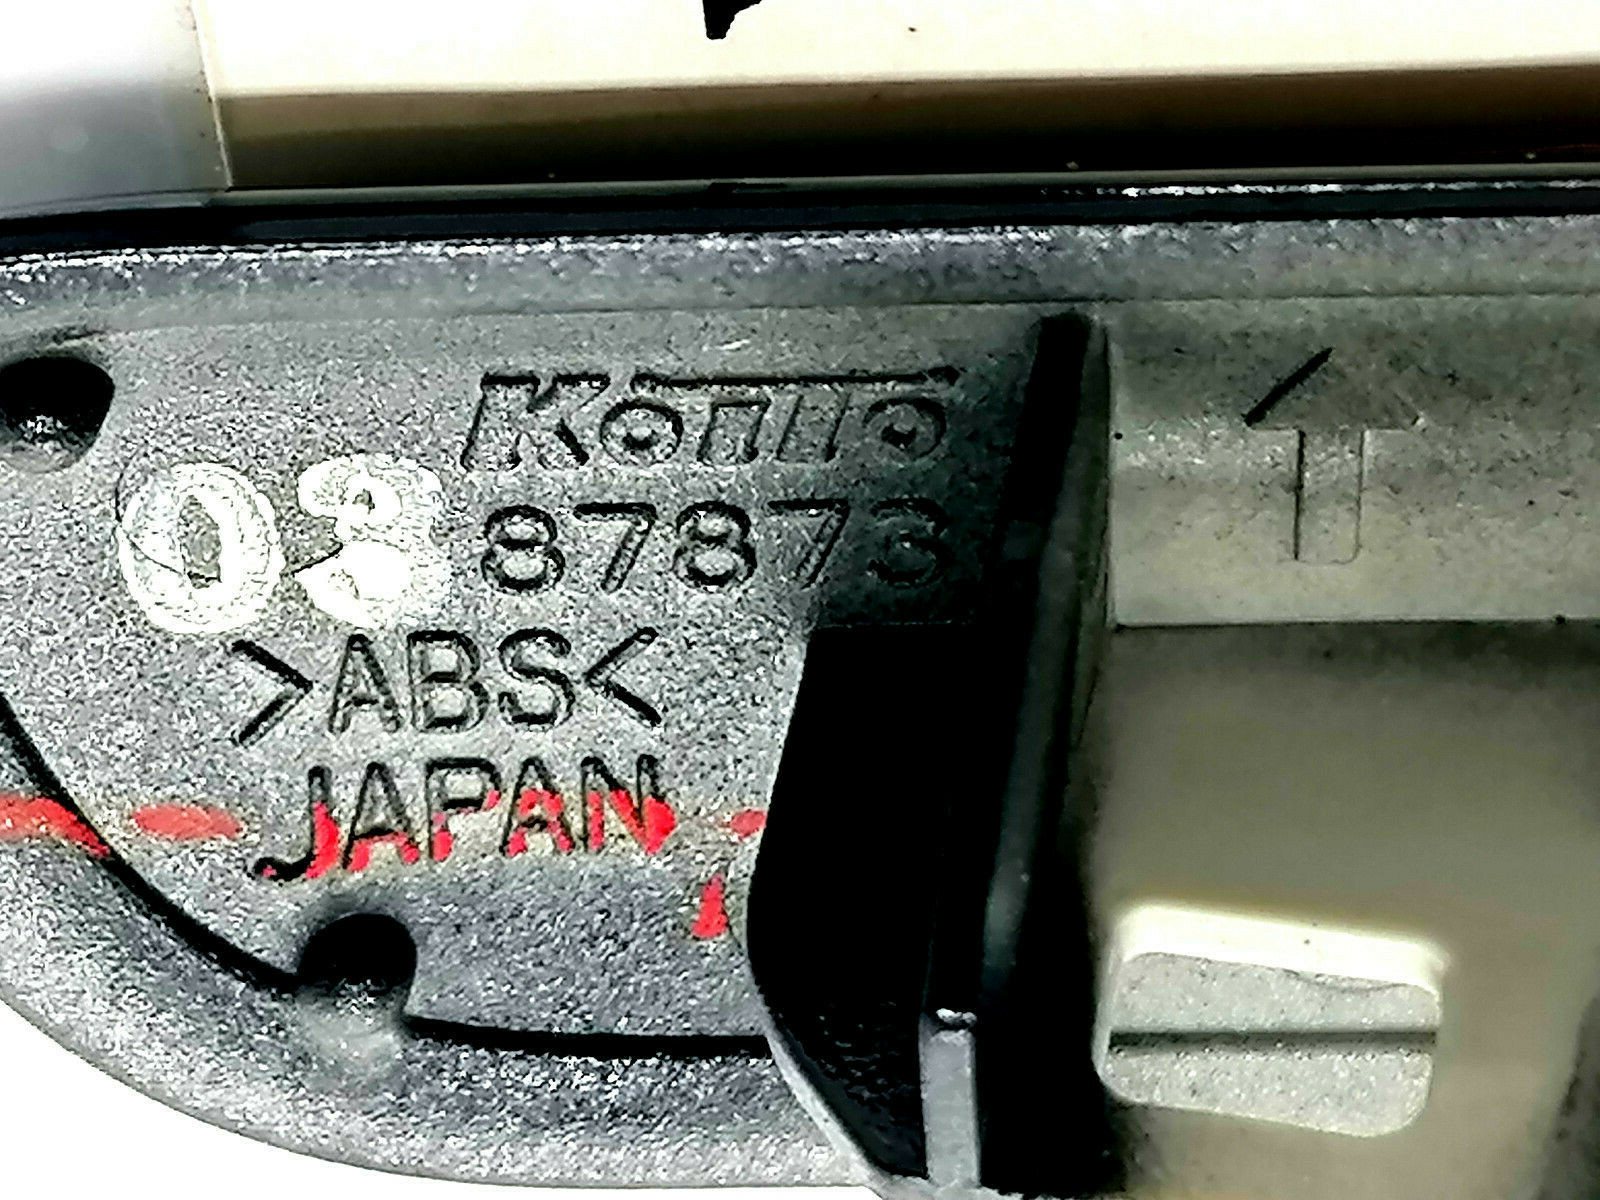 Koito
03 87873
>ABS<
JAPAN